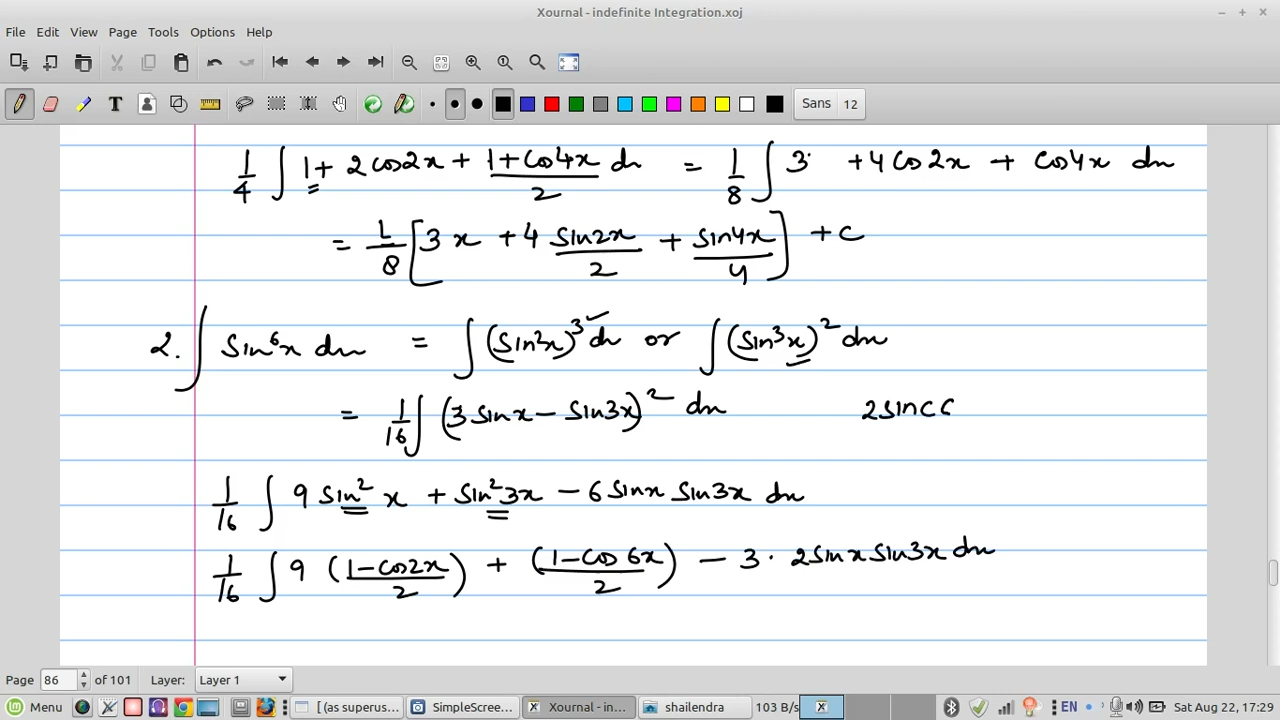 Xournal - indefinite Integration.xoj
File Edit View Page Tools Options Help
Sans 12
1/4 ∫ 1 + 2cos2x + (1+cos4x)/2 dx = 1/8 ∫ 3 + 4cos2x + cos4x dx
= 1/8 [3x + 4 sin2x/2 + sin4x/4] + c
2. ∫ sin⁶x dx = ∫ (sin²x)³ dx or ∫ (sin³x)² dx
= 1/16 ∫ (3 sinx − sin3x)² dx 2sinc
1/16 ∫ 9 sin²x + sin²3x − 6 sinx sin3x dx
1/16 ∫ 9 ((1−cos2x)/2) + ((1−cos6x)/2) − 3 · 2sinx sin3x dx
Page 86 of 101 Layer: Layer 1
Menu [ (as superus... SimpleScree... Xournal - in... shailendra 103 B/s EN Sat Aug 22, 17:29